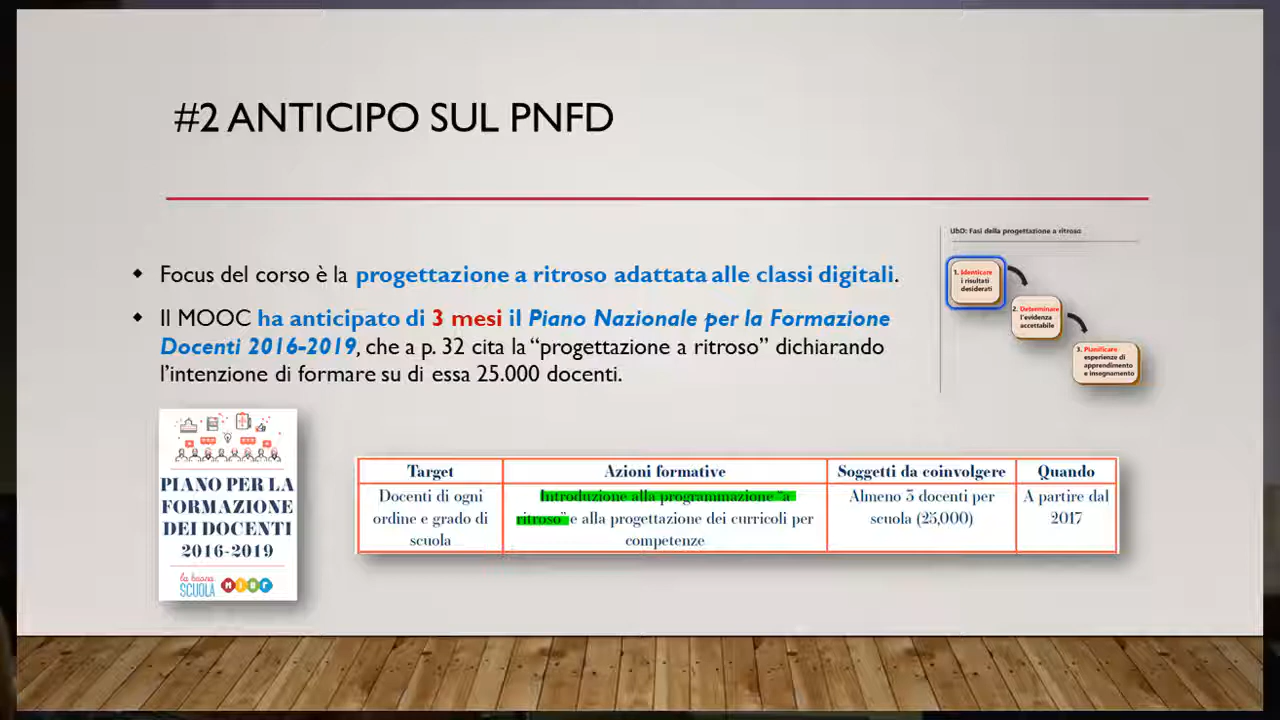 #2 ANTICIPO SUL PNFD
UbD: Fasi della progettazione a ritroso
1. Identicare
i risultati
desiderati
2. Determinare
l'evidenza
accettabile
3. Pianificare
esperienze di
apprendimento
e insegnamento
Focus del corso è la progettazione a ritroso adattata alle classi digitali.
Il MOOC ha anticipato di 3 mesi il Piano Nazionale per la Formazione
Docenti 2016-2019, che a p. 32 cita la “progettazione a ritroso” dichiarando
l’intenzione di formare su di essa 25.000 docenti.
PIANO PER LA
FORMAZIONE
DEI DOCENTI
2016-2019
la buona
SCUOLA
MIUR
Target Azioni formative Soggetti da coinvolgere Quando
Docenti di ogni Introduzione alla programmazione “a Almeno 3 docenti per A partire dal
ordine e grado di ritroso” e alla progettazione dei curricoli per scuola (25,000) 2017
scuola competenze